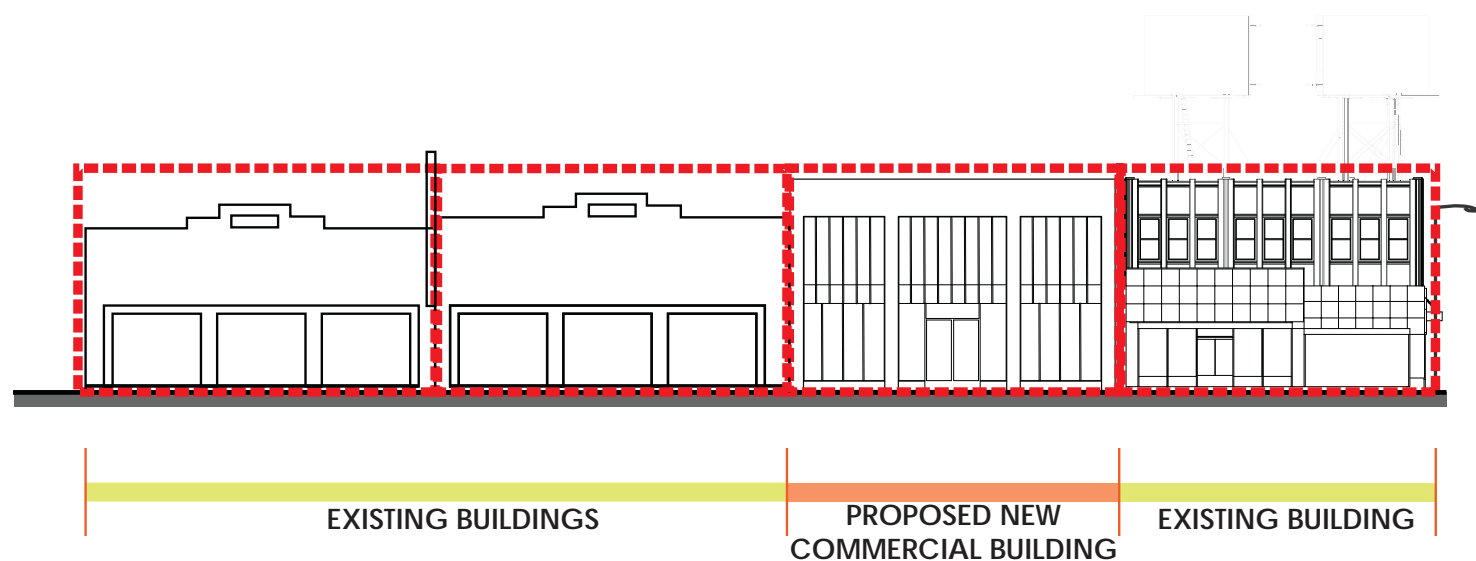 EXISTING BUILDINGS
PROPOSED NEW
COMMERCIAL BUILDING
EXISTING BUILDING